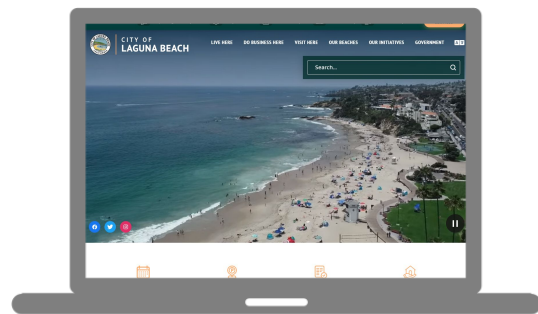 CITY OF
LAGUNA BEACH
LIVE HERE
DO BUSINESS HERE
VISIT HERE
OUR BEACHES
OUR INITIATIVES
GOVERNMENT
Search...